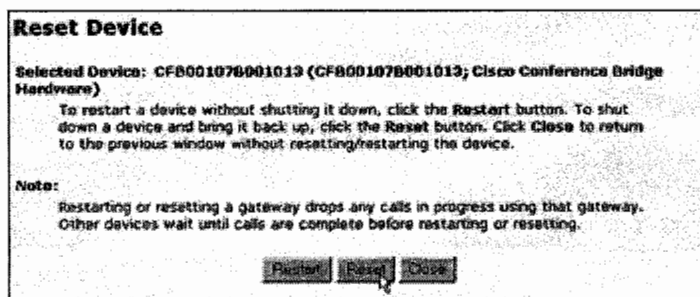 Reset Device
Selected Device: CFB001078001013 (CFB001078001013; Cisco Conference Bridge
Hardware)
To restart a device without shutting it down, click the Restart button. To shut
down a device and bring it back up, click the Reset button. Click Close to return
to the previous window without resetting/restarting the device.
Note:
Restarting or resetting a gateway drops any calls in progress using that gateway.
Other devices wait until calls are complete before restarting or resetting.
Restart Reset Close